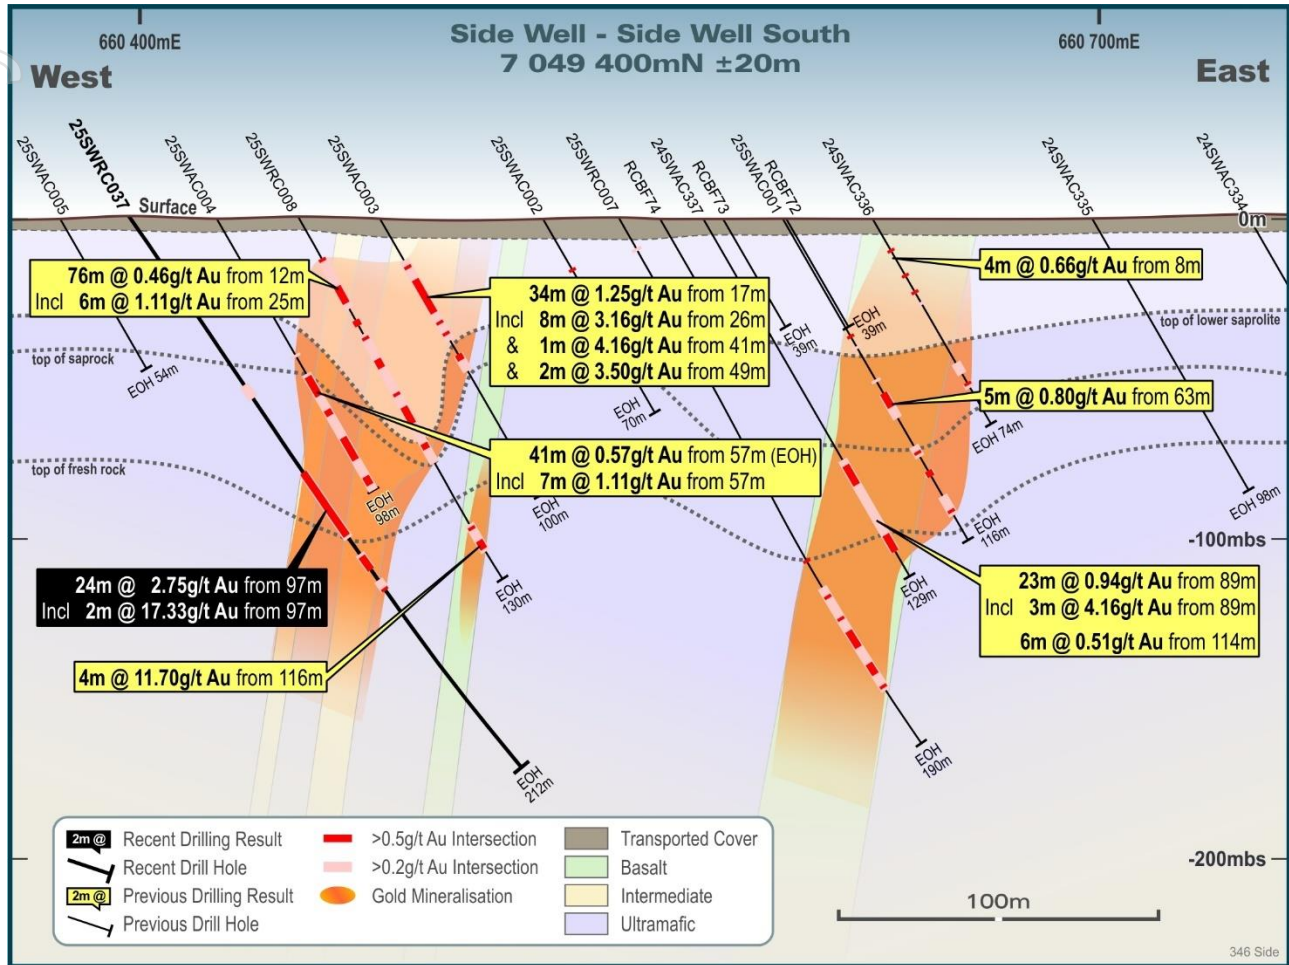 660 400mE
Side Well - Side Well South
7 049 400mN ±20m
660 700mE
West
East
25SWAC005
25SWRC037
25SWAC004
25SWRC008
25SWAC003
25SWAC002
25SWRC007
RCBF74
24SWAC337
RCBF73
25SWAC001
RCBF72
24SWAC336
24SWAC335
24SWAC334
Surface
0m
76m @ 0.46g/t Au from 12m
Incl 6m @ 1.11g/t Au from 25m
34m @ 1.25g/t Au from 17m
Incl 8m @ 3.16g/t Au from 26m
& 1m @ 4.16g/t Au from 41m
& 2m @ 3.50g/t Au from 49m
4m @ 0.66g/t Au from 8m
top of lower saprolite
EOH
39m
EOH
39m
top of saprock
EOH 54m
5m @ 0.80g/t Au from 63m
EOH
70m
EOH 74m
41m @ 0.57g/t Au from 57m (EOH)
Incl 7m @ 1.11g/t Au from 57m
top of fresh rock
EOH
98m
EOH
100m
EOH 98m
EOH
116m
-100mbs
24m @ 2.75g/t Au from 97m
Incl 2m @ 17.33g/t Au from 97m
EOH
130m
EOH
129m
23m @ 0.94g/t Au from 89m
Incl 3m @ 4.16g/t Au from 89m
6m @ 0.51g/t Au from 114m
4m @ 11.70g/t Au from 116m
EOH
190m
EOH
212m
2m @ Recent Drilling Result
Recent Drill Hole
2m @ Previous Drilling Result
Previous Drill Hole
>0.5g/t Au Intersection
>0.2g/t Au Intersection
Gold Mineralisation
Transported Cover
Basalt
Intermediate
Ultramafic
-200mbs
100m
346 Side